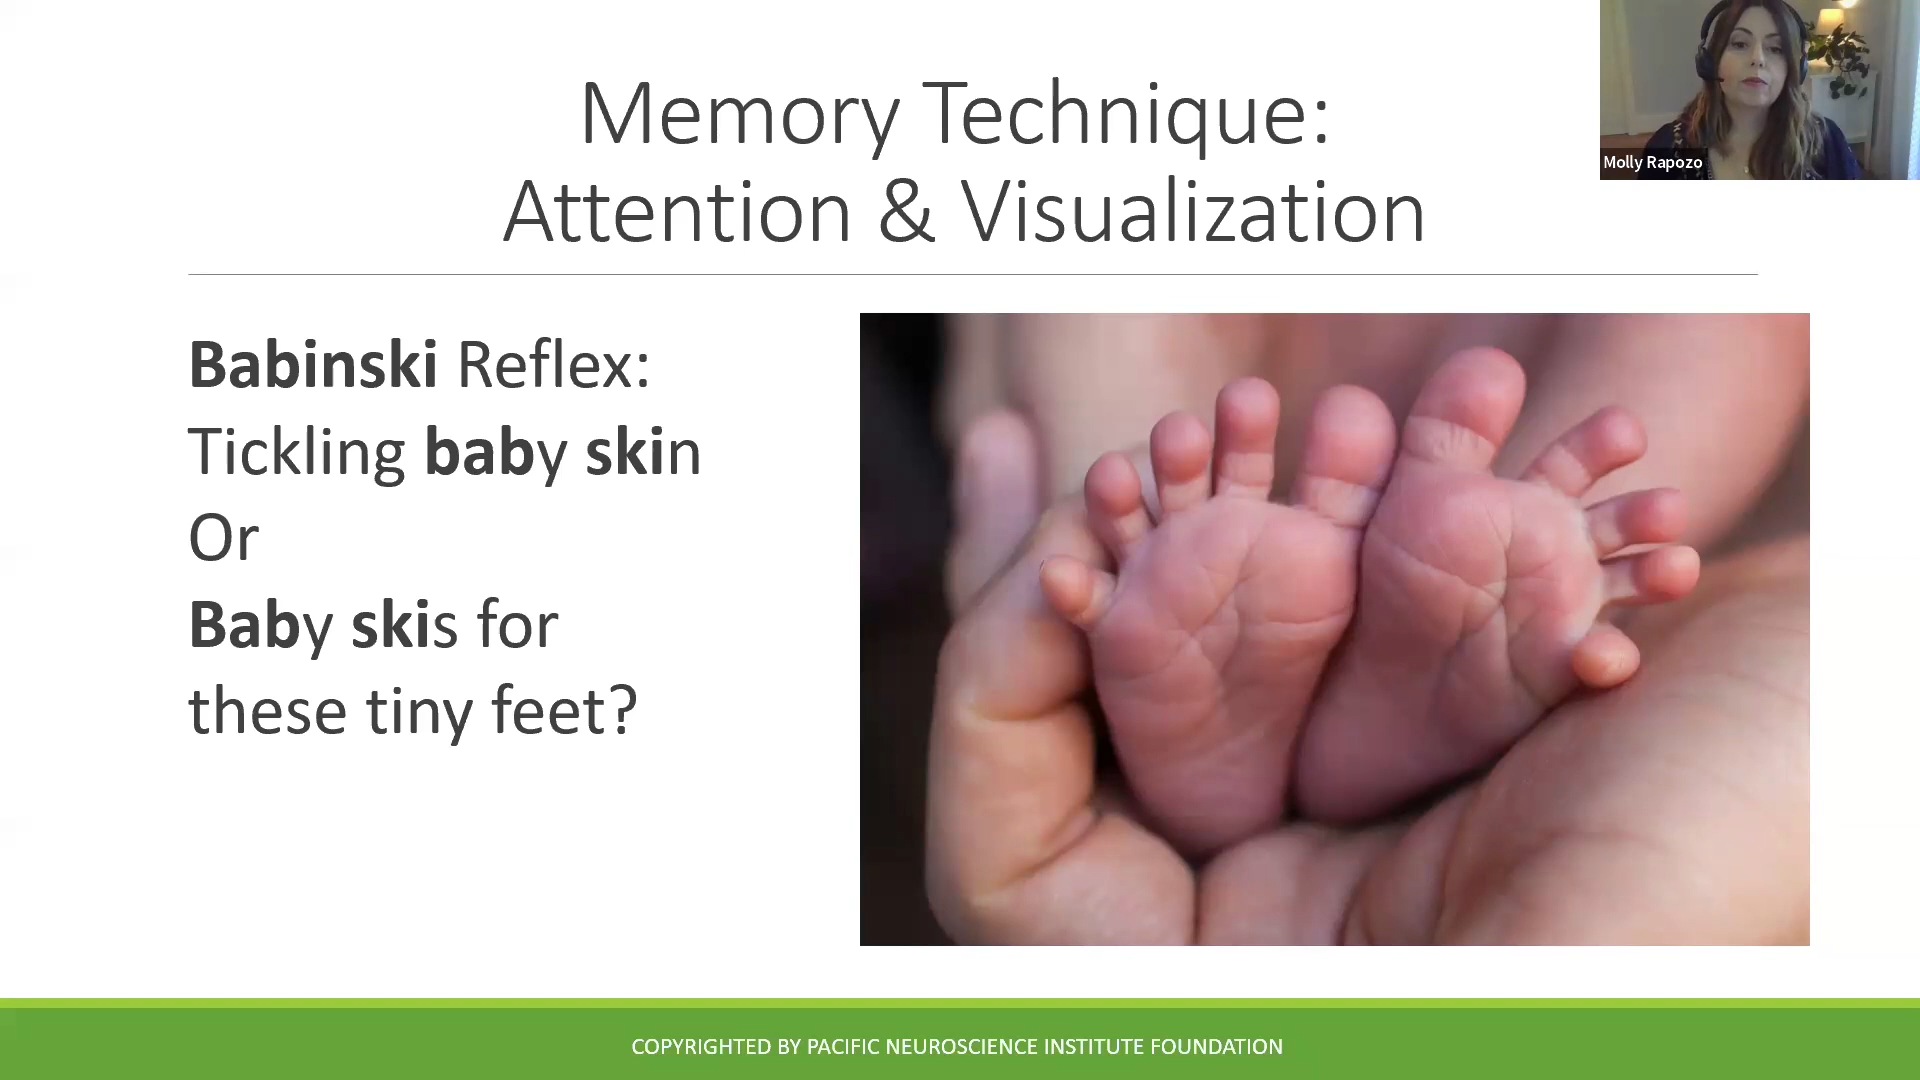 Memory Technique:
Attention & Visualization
Molly Rapozo
Babinski Reflex:
Tickling baby skin
Or
Baby skis for
these tiny feet?
COPYRIGHTED BY PACIFIC NEUROSCIENCE INSTITUTE FOUNDATION